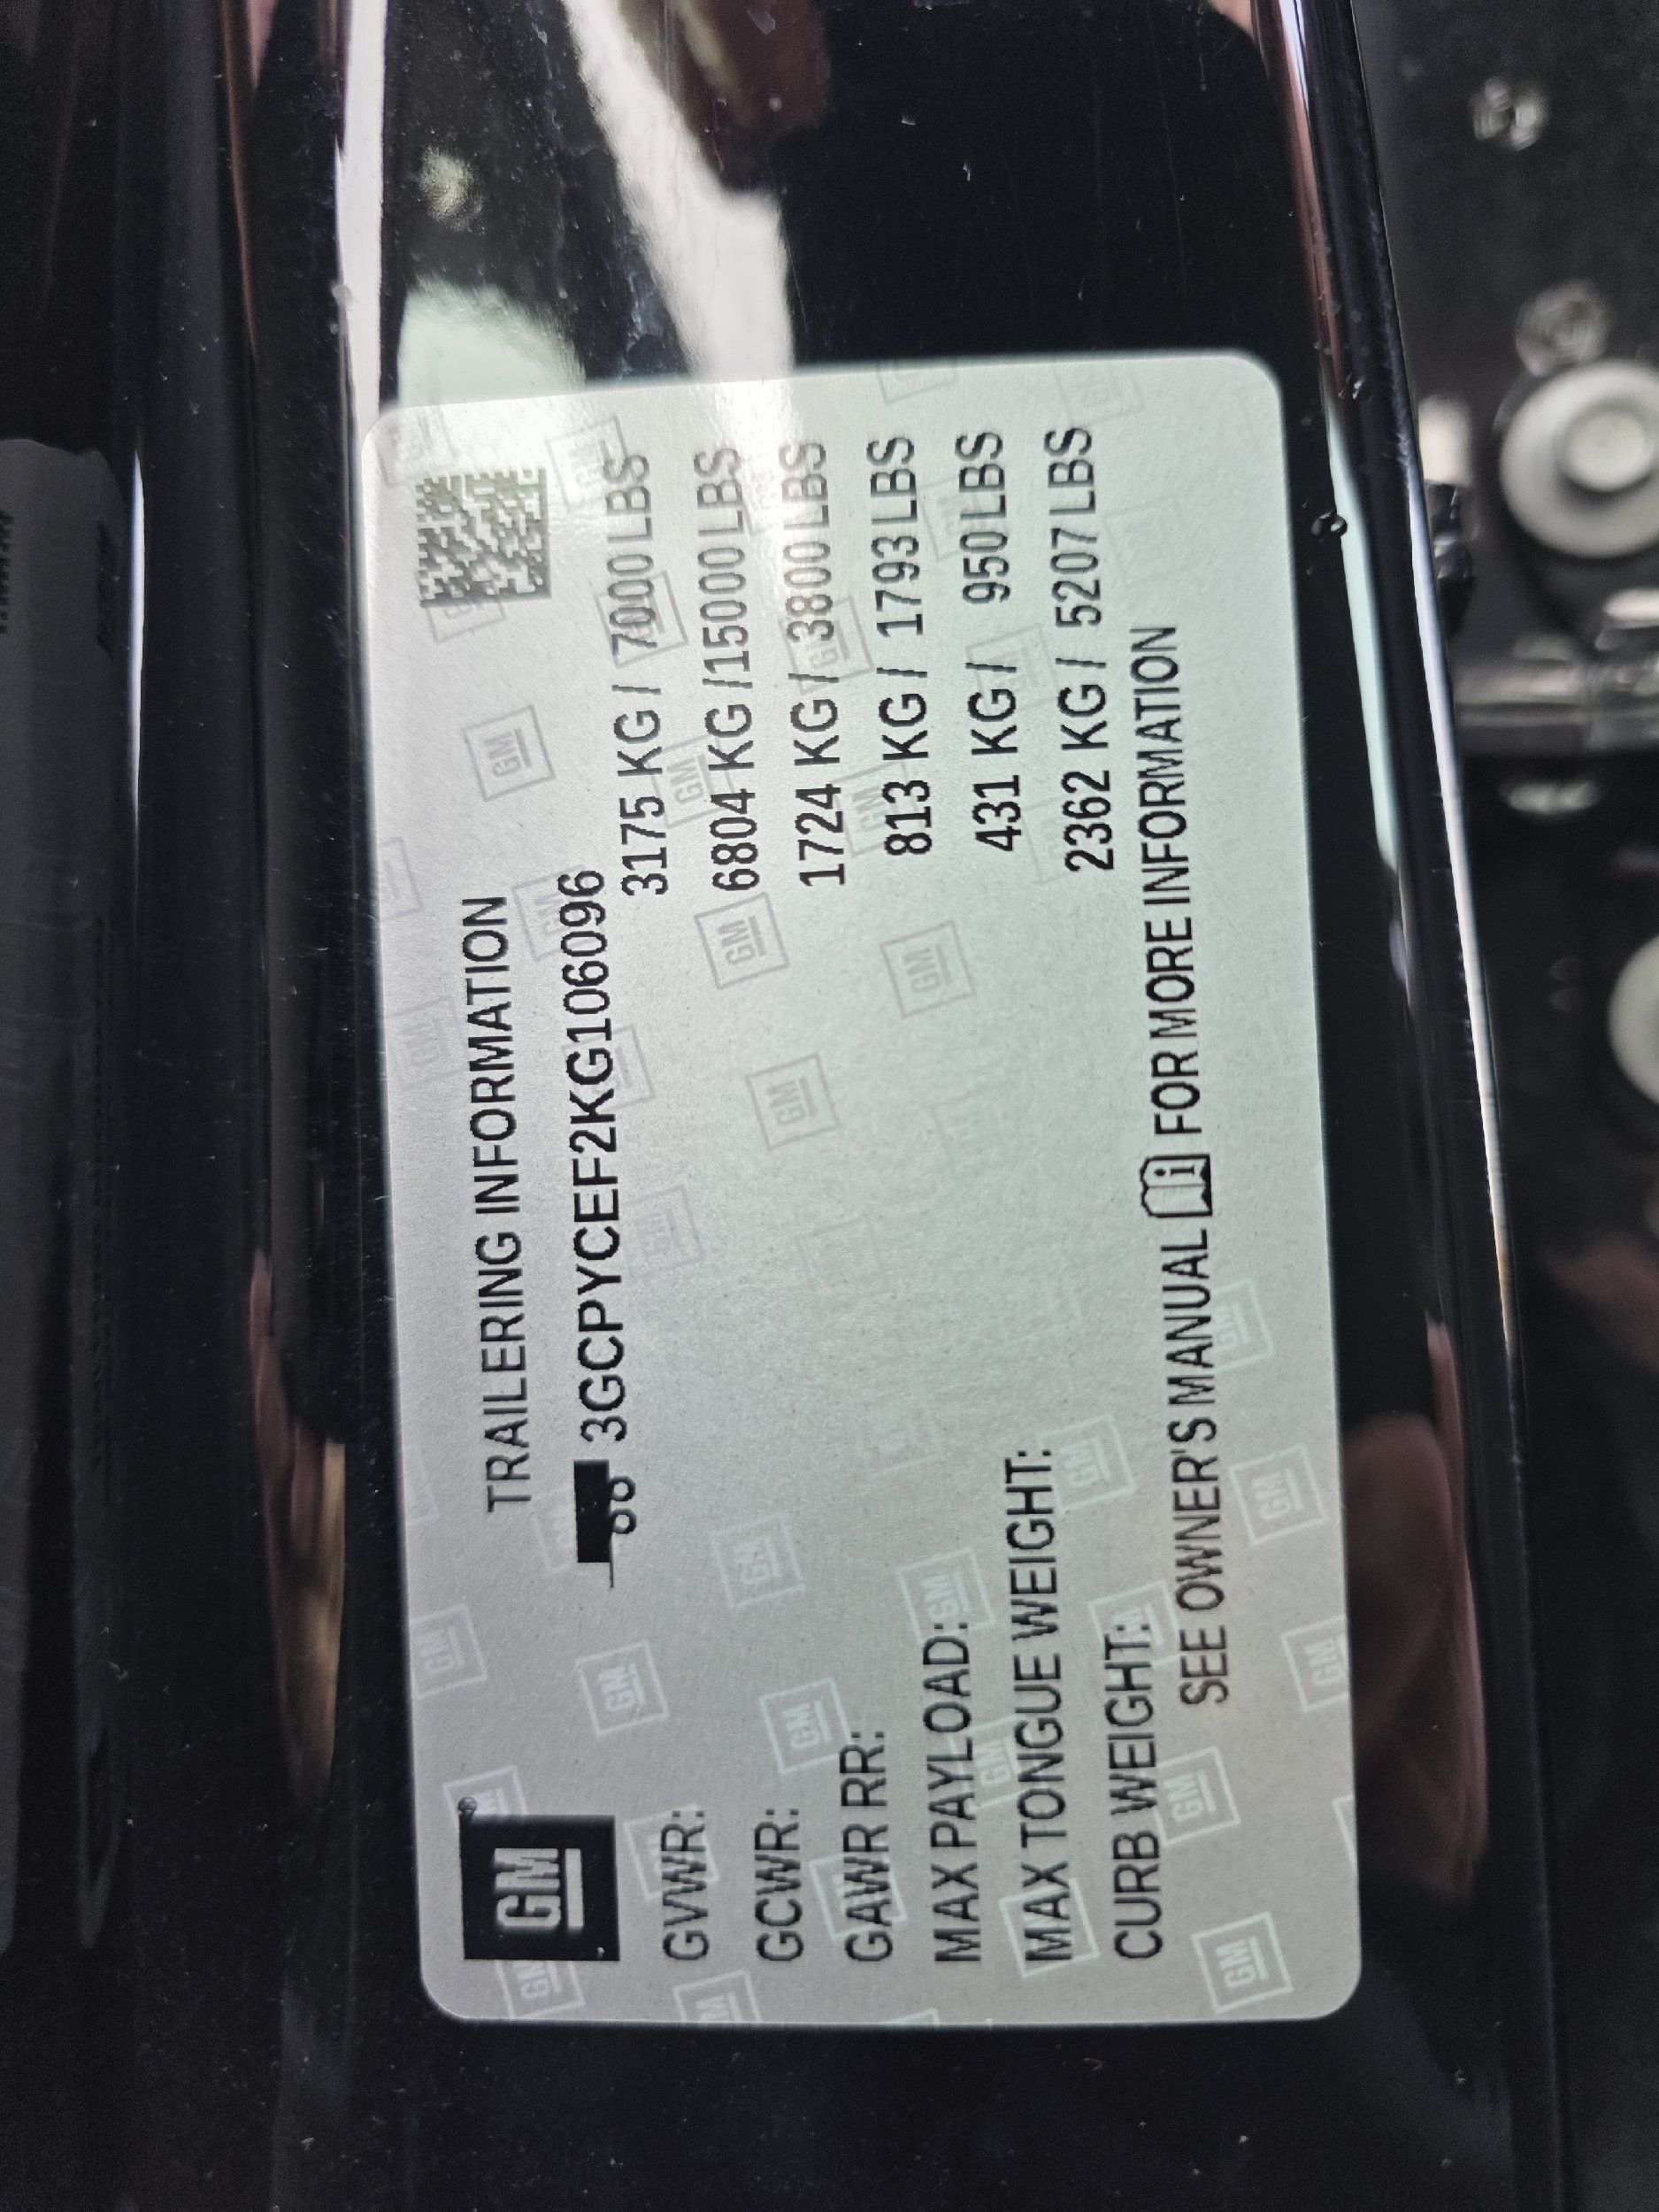 GM
TRAILERING INFORMATION
3GCPYCEF2KG106096
GVWR: 3175 KG / 7000 LBS
GCWR: 6804 KG /15000 LBS
GAWR RR: 1724 KG / 3800 LBS
MAX PAYLOAD: 813 KG / 1793 LBS
MAX TONGUE WEIGHT: 431 KG / 950 LBS
CURB WEIGHT: 2362 KG / 5207 LBS
SEE OWNER'S MANUAL FOR MORE INFORMATION